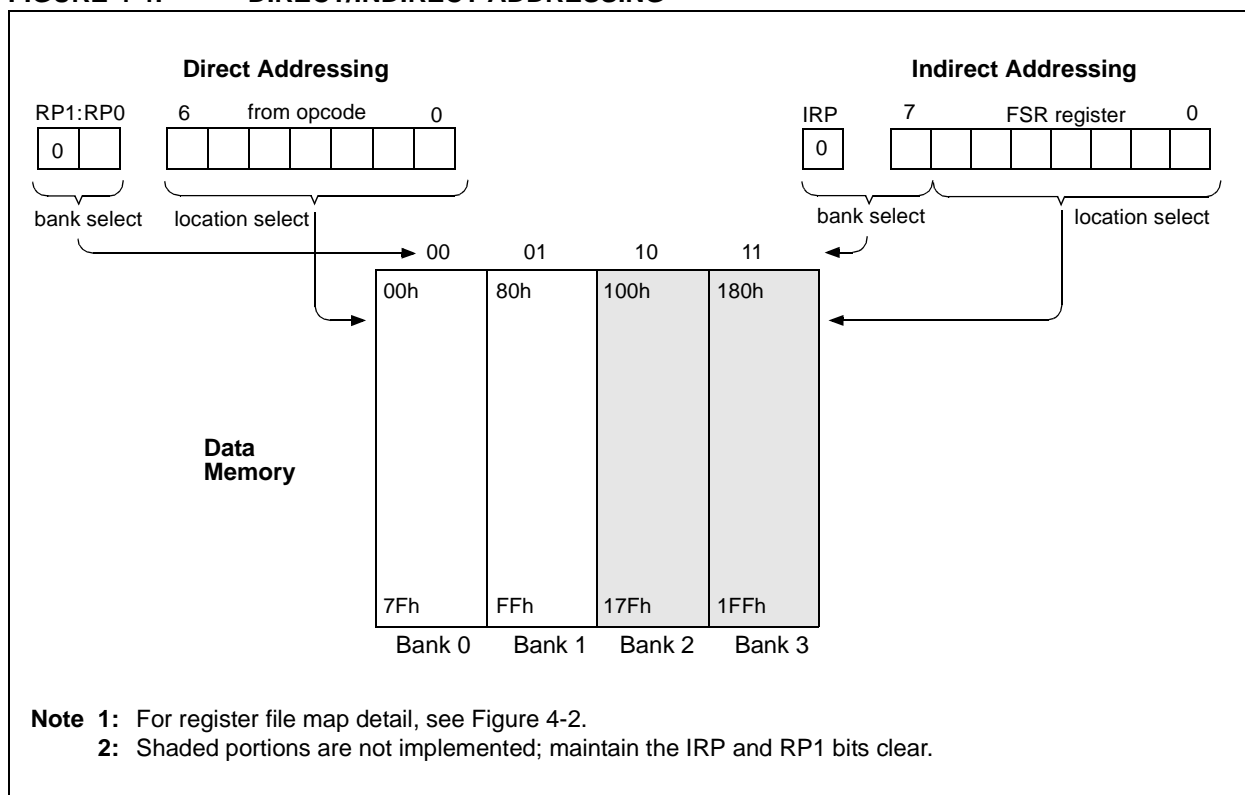 Direct Addressing
Indirect Addressing
RP1:RP0 6 from opcode 0
IRP 7 FSR register 0
0
0
bank select location select
bank select location select
00 01 10 11
00h 80h 100h 180h
Data
Memory
7Fh FFh 17Fh 1FFh
Bank 0 Bank 1 Bank 2 Bank 3
Note 1: For register file map detail, see Figure 4-2.
2: Shaded portions are not implemented; maintain the IRP and RP1 bits clear.